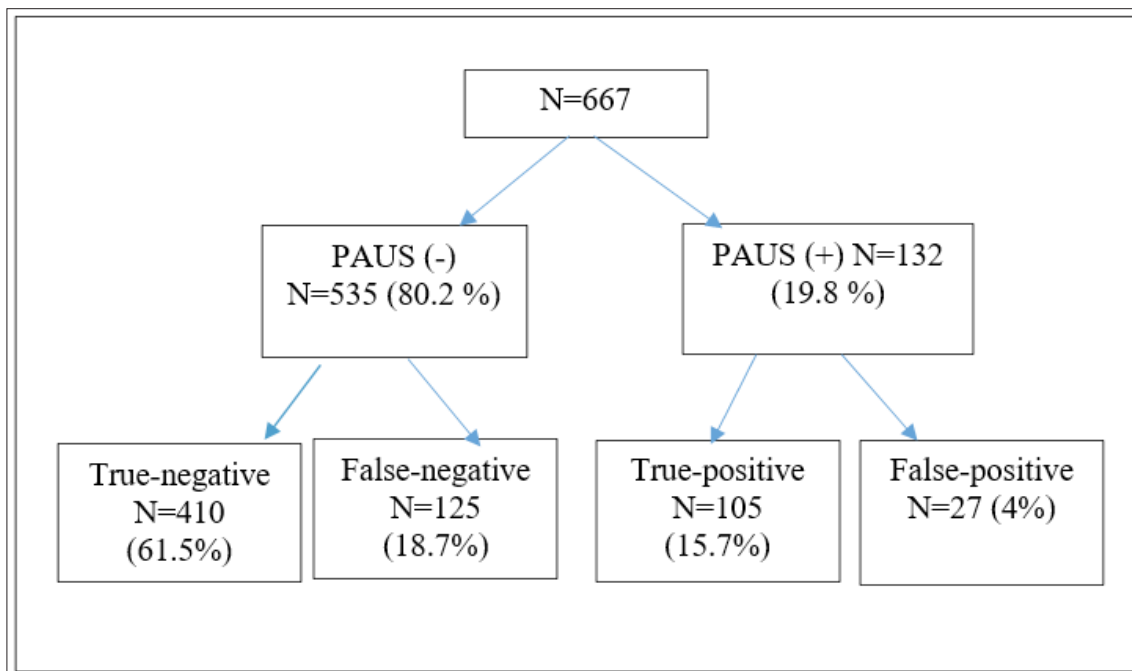 N=667
PAUS (-)
N=535 (80.2 %)
PAUS (+) N=132
(19.8 %)
True-negative
N=410
(61.5%)
False-negative
N=125
(18.7%)
True-positive
N=105
(15.7%)
False-positive
N=27 (4%)